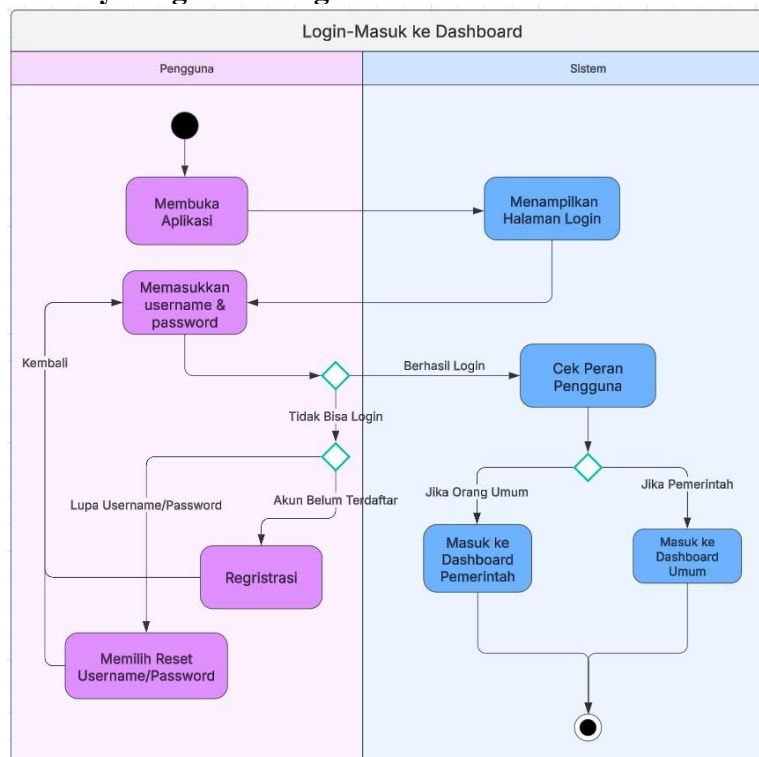 Login-Masuk ke Dashboard
Pengguna
Sistem
Membuka
Aplikasi
Menampilkan
Halaman Login
Memasukkan
username &
password
Kembali
Berhasil Login
Cek Peran
Pengguna
Tidak Bisa Login
Lupa Username/Password
Akun Belum Terdaftar
Jika Orang Umum
Jika Pemerintah
Regristrasi
Masuk ke
Dashboard
Pemerintah
Masuk ke
Dashboard
Umum
Memilih Reset
Username/Password